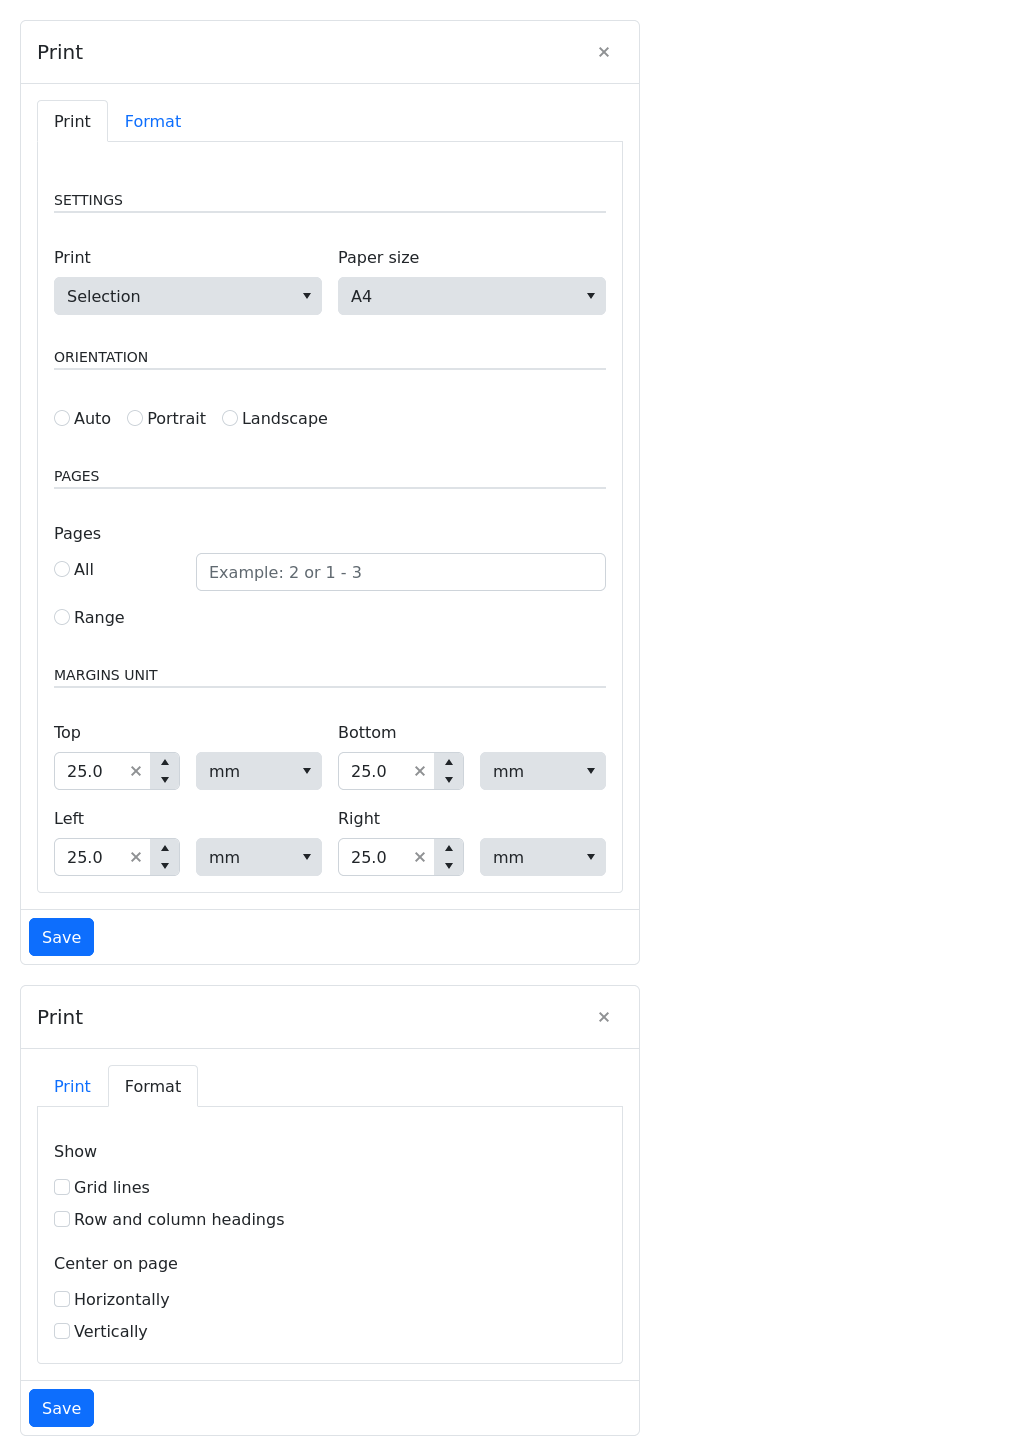 Print ×
Print Format
SETTINGS
Print Paper size
Selection A4
ORIENTATION
Auto Portrait Landscape
PAGES
Pages
All Example: 2 or 1 - 3
Range
MARGINS UNIT
Top Bottom
25.0 × mm 25.0 × mm
Left Right
25.0 × mm 25.0 × mm
Save
Print ×
Print Format
Show
Grid lines
Row and column headings
Center on page
Horizontally
Vertically
Save